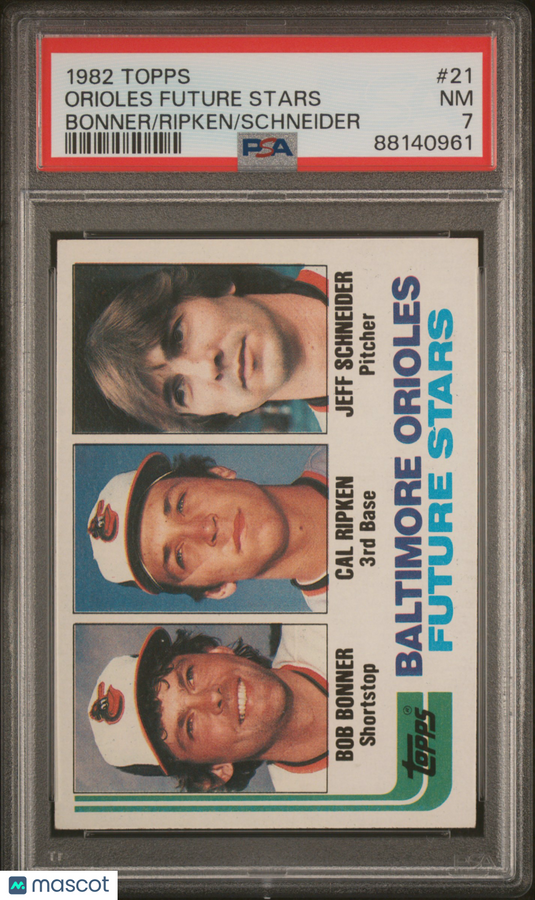 1982 TOPPS #21
ORIOLES FUTURE STARS NM
BONNER/RIPKEN/SCHNEIDER 7
PSA 88140961
BOB BONNER
Shortstop
CAL RIPKEN
3rd Base
JEFF SCHNEIDER
Pitcher
topps®
BALTIMORE ORIOLES
FUTURE STARS
mascot